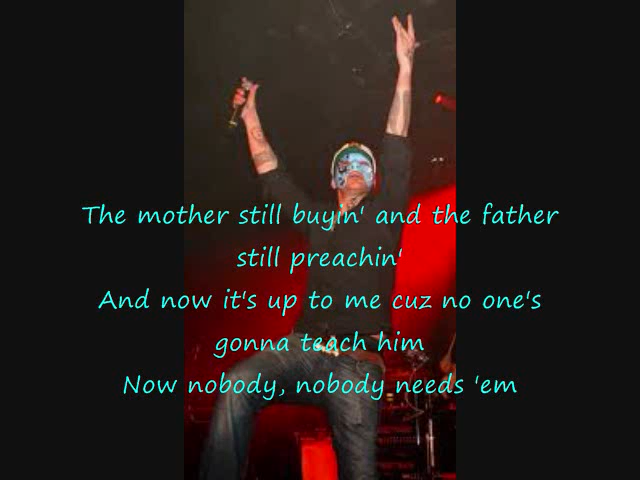 The mother still buyin' and the father
still preachin'
And now it's up to me cuz no one's
gonna teach him
Now nobody, nobody needs 'em